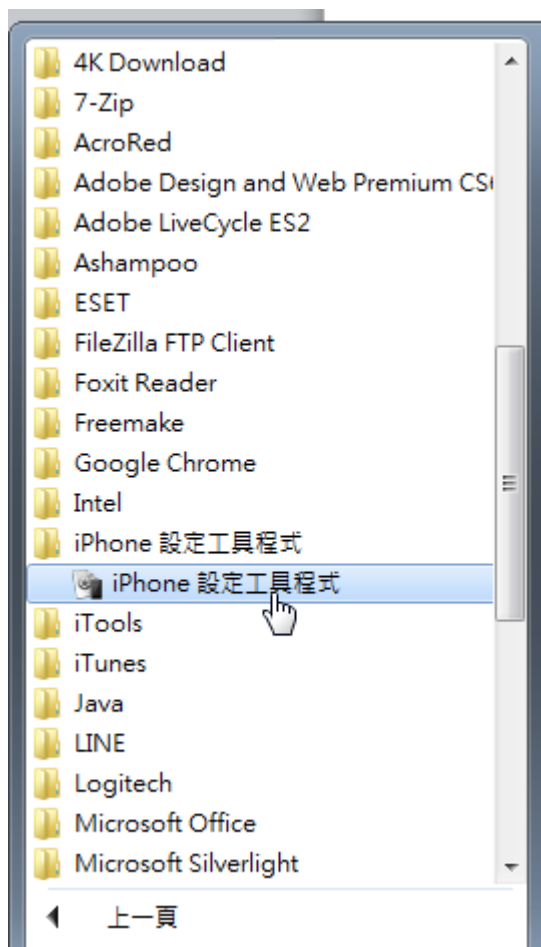 4K Download
7-Zip
AcroRed
Adobe Design and Web Premium CS
Adobe LiveCycle ES2
Ashampoo
ESET
FileZilla FTP Client
Foxit Reader
Freemake
Google Chrome
Intel
iPhone 設定工具程式
iPhone 設定工具程式
iTools
iTunes
Java
LINE
Logitech
Microsoft Office
Microsoft Silverlight
上一頁